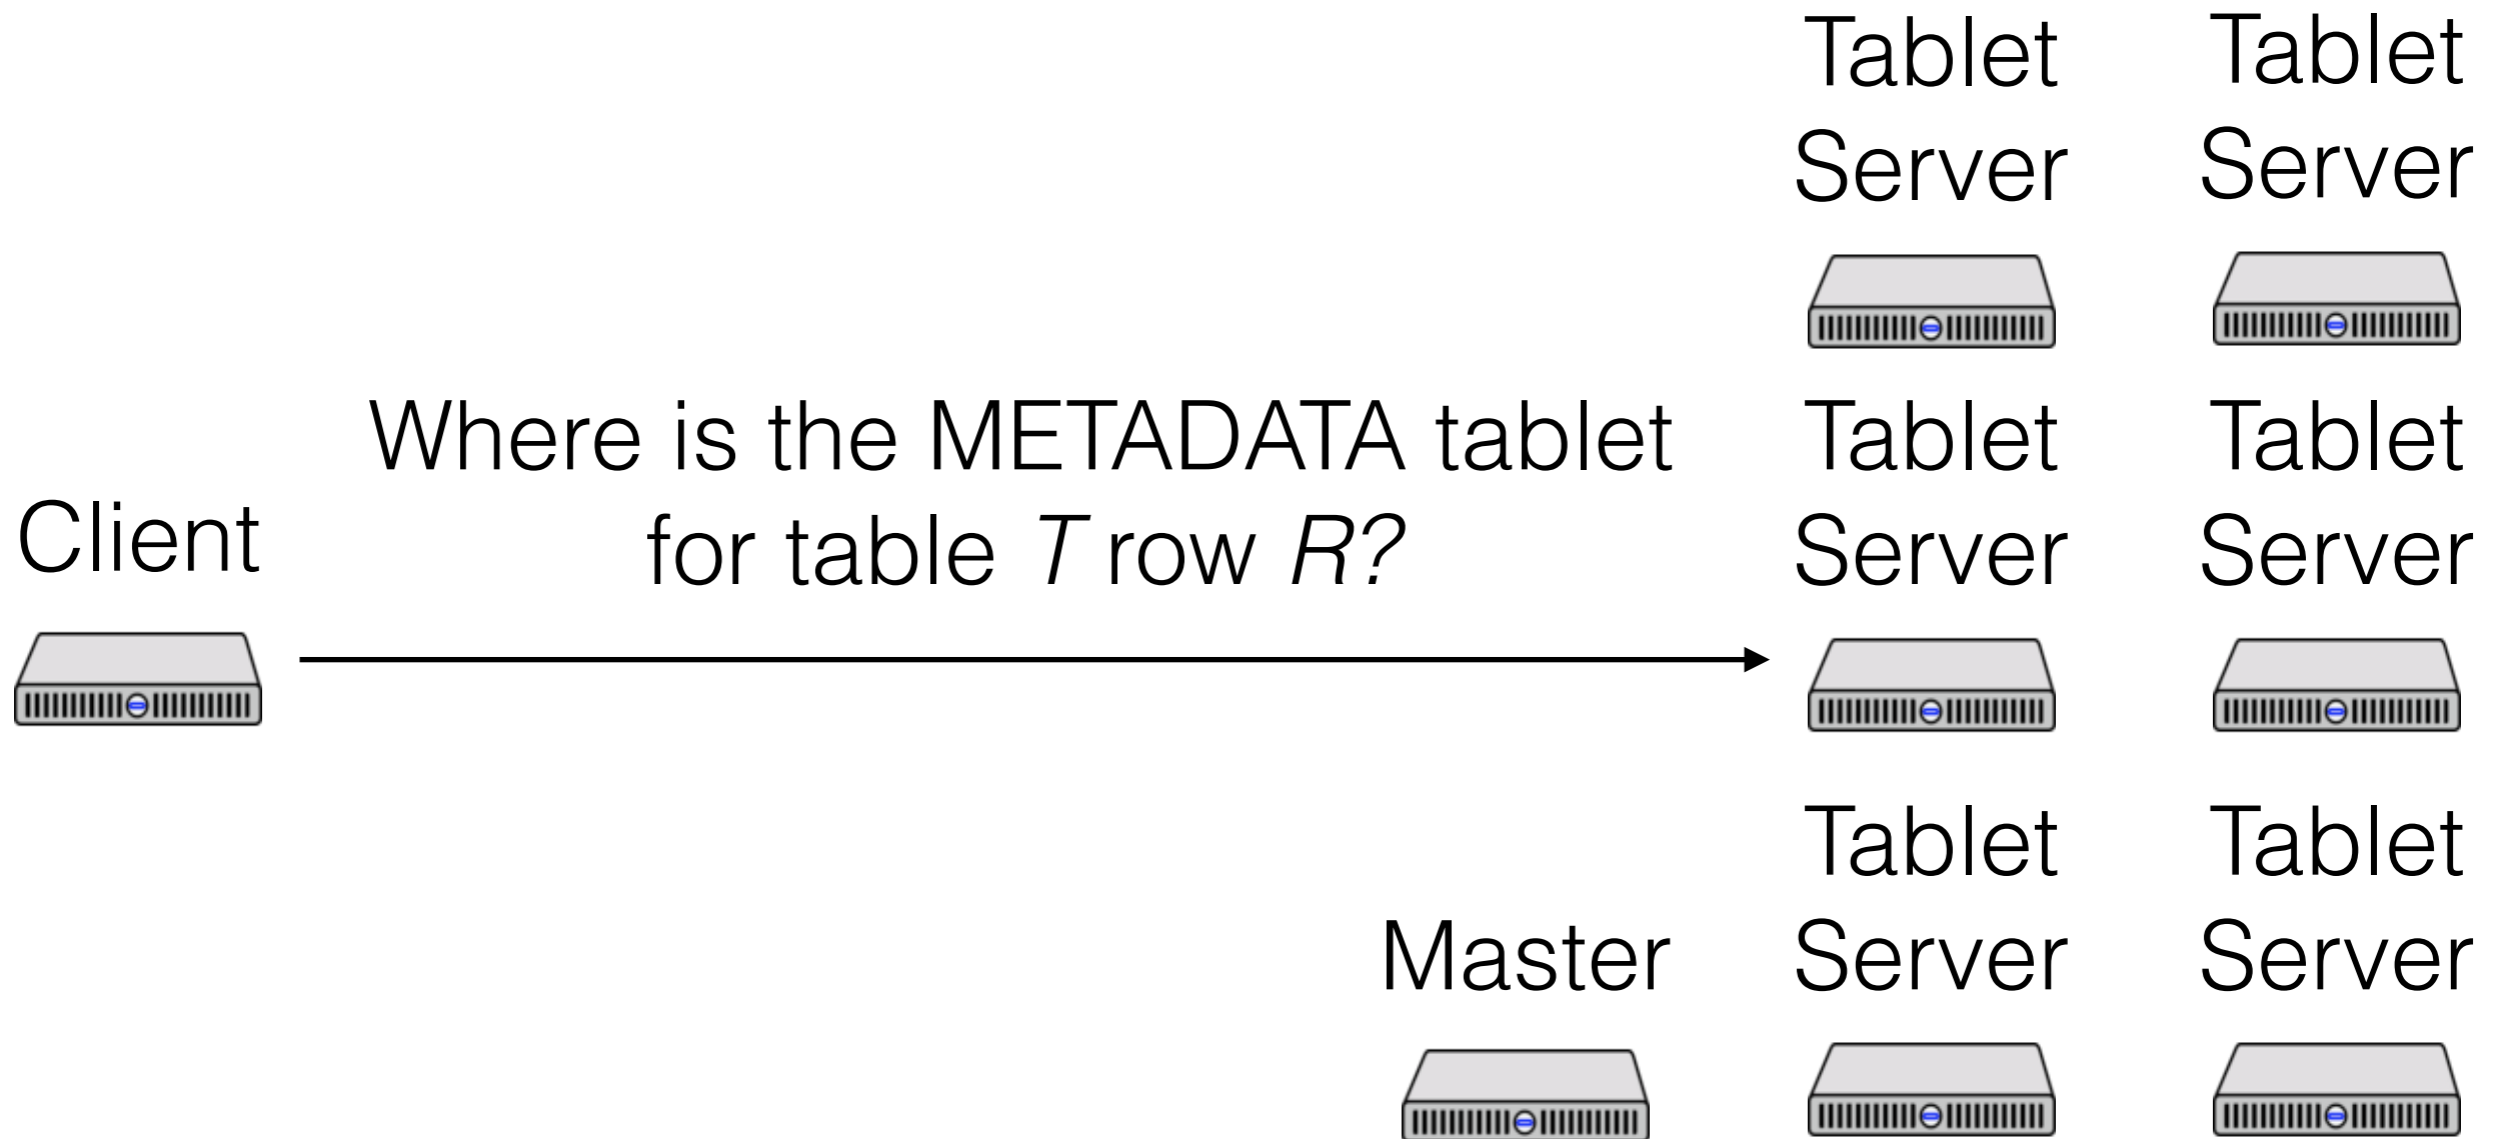 Tablet
Server
Tablet
Server
Client
Where is the METADATA tablet
for table T row R?
Tablet
Server
Tablet
Server
Master
Tablet
Server
Tablet
Server